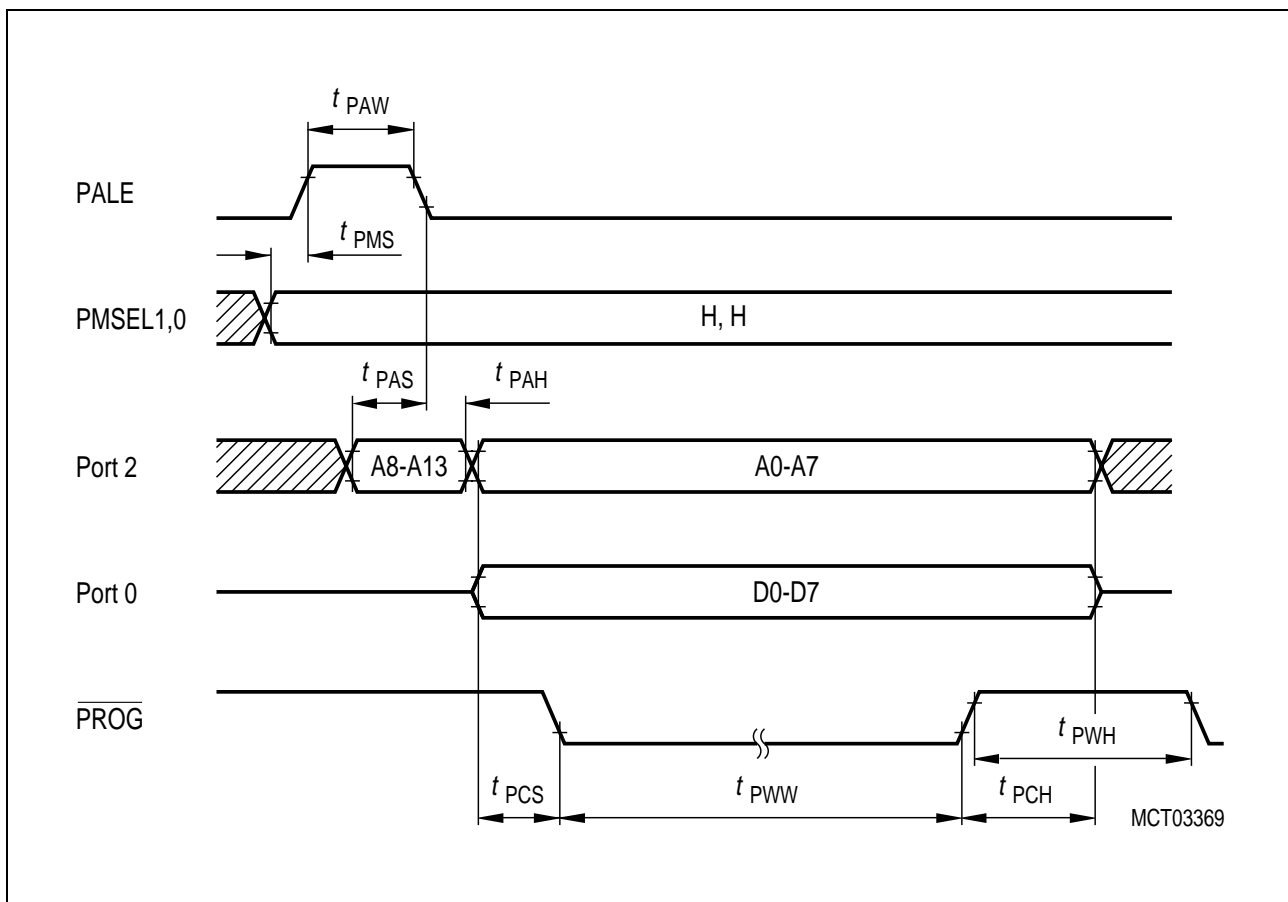 t PAW
PALE
t PMS
PMSEL1,0
H, H
t PAS
t PAH
Port 2
A8-A13
A0-A7
Port 0
D0-D7
PROG
t PWH
t PCS
t PWW
t PCH
MCT03369